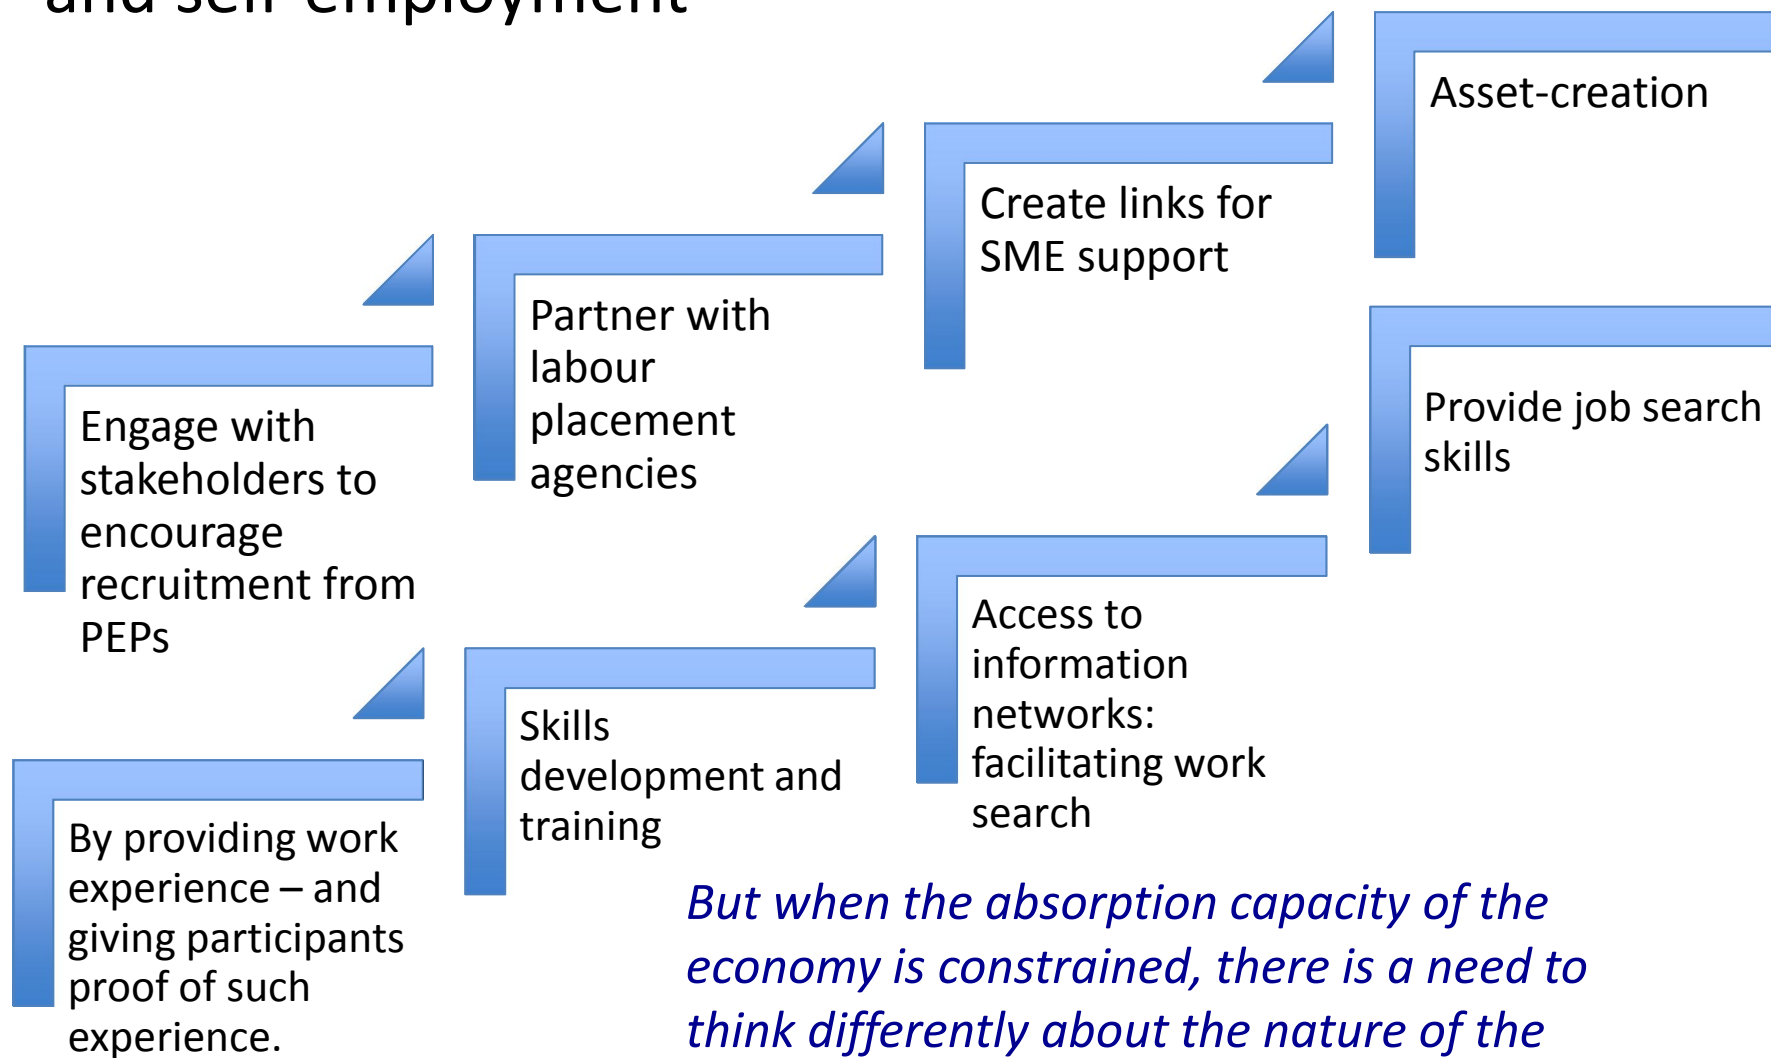 and self-employment
Asset-creation
Create links for
SME support
Partner with
labour
placement
agencies
Engage with
stakeholders to
encourage
recruitment from
PEPs
Provide job search
skills
Access to
information
networks:
facilitating work
search
Skills
development and
training
By providing work
experience – and
giving participants
proof of such
experience.
But when the absorption capacity of the
economy is constrained, there is a need to
think differently about the nature of the